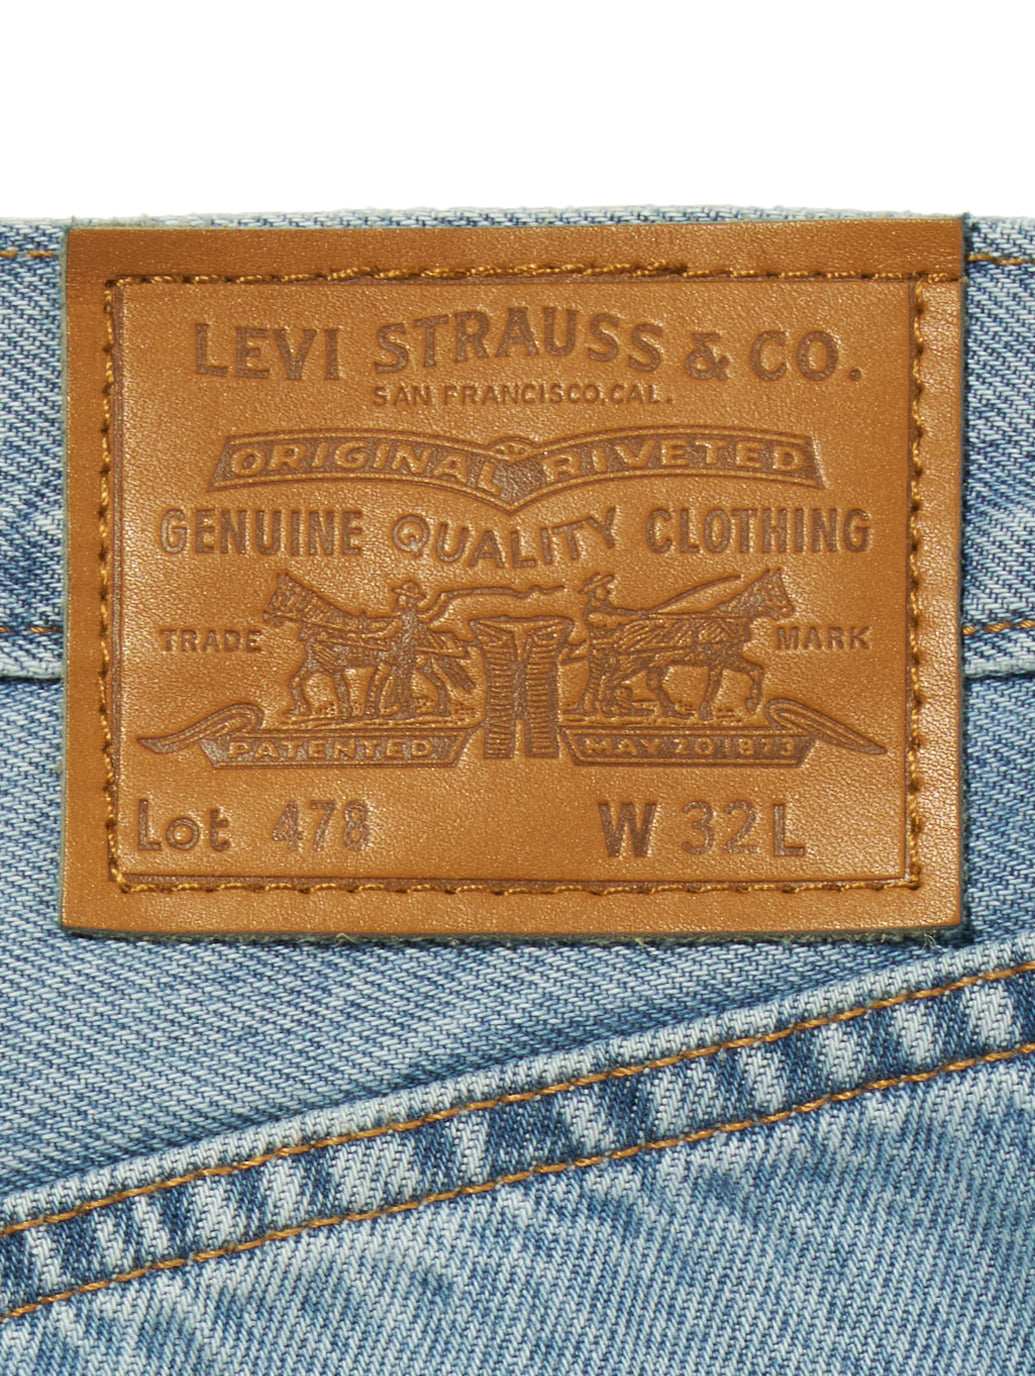 LEVI STRAUSS & CO.
SAN FRANCISCO, CAL.
ORIGINAL RIVETED
GENUINE QUALITY CLOTHING
TRADE MARK
PATENTED MAY 20 1873
Lot 478 W 32 L